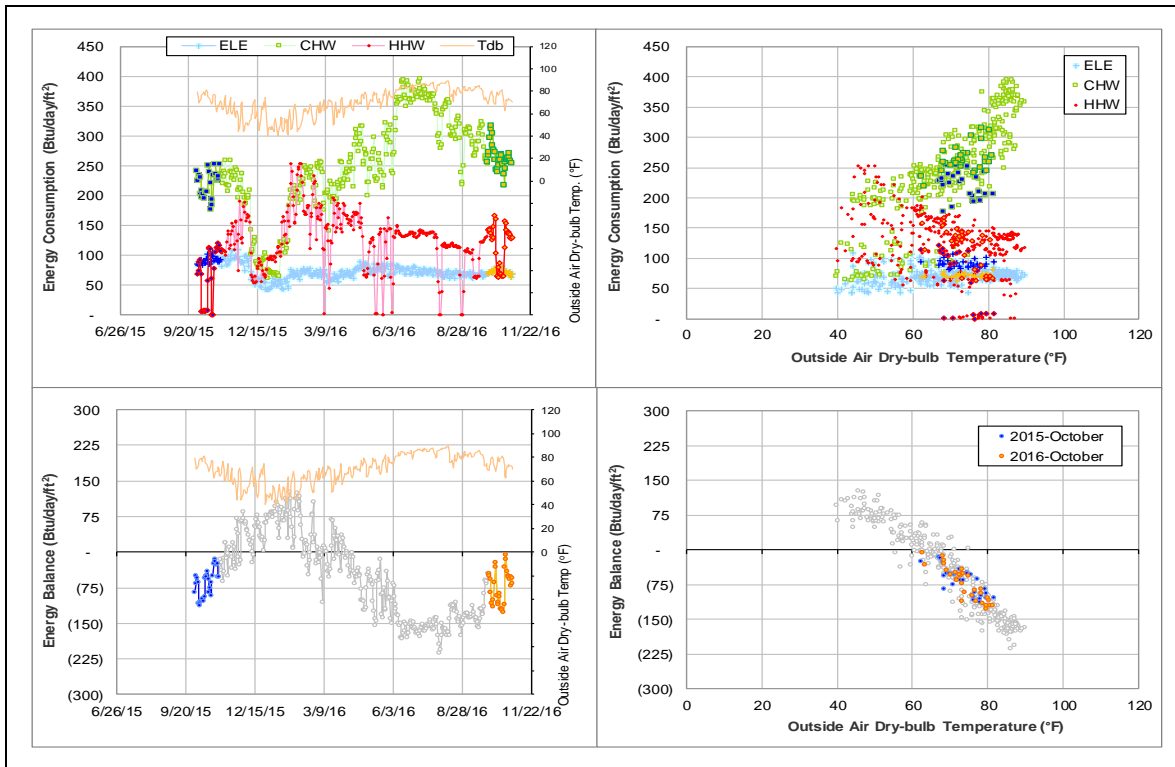 ELE CHW HHW Tdb
Energy Consumption (Btu/day/ft²)
450
400
350
300
250
200
150
100
50
-
120
100
80
60
40
20
0
Outside Air Dry-bulb Temp. (°F)
6/26/15 9/20/15 12/15/15 3/9/16 6/3/16 8/28/16 11/22/16
ELE
CHW
HHW
Energy Consumption (Btu/day/ft²)
450
400
350
300
250
200
150
100
50
-
0 20 40 60 80 100 120
Outside Air Dry-bulb Temperature (°F)
Energy Balance (Btu/day/ft²)
300
225
150
75
-
(75)
(150)
(225)
(300)
120
100
80
60
40
20
0
Outside Air Dry-bulb Temp. (°F)
6/26/15 9/20/15 12/15/15 3/9/16 6/3/16 8/28/16 11/22/16
2015-October
2016-October
Energy Balance (Btu/day/ft²)
300
225
150
75
-
(75)
(150)
(225)
(300)
0 20 40 60 80 100 120
Outside Air Dry-bulb Temperature (°F)